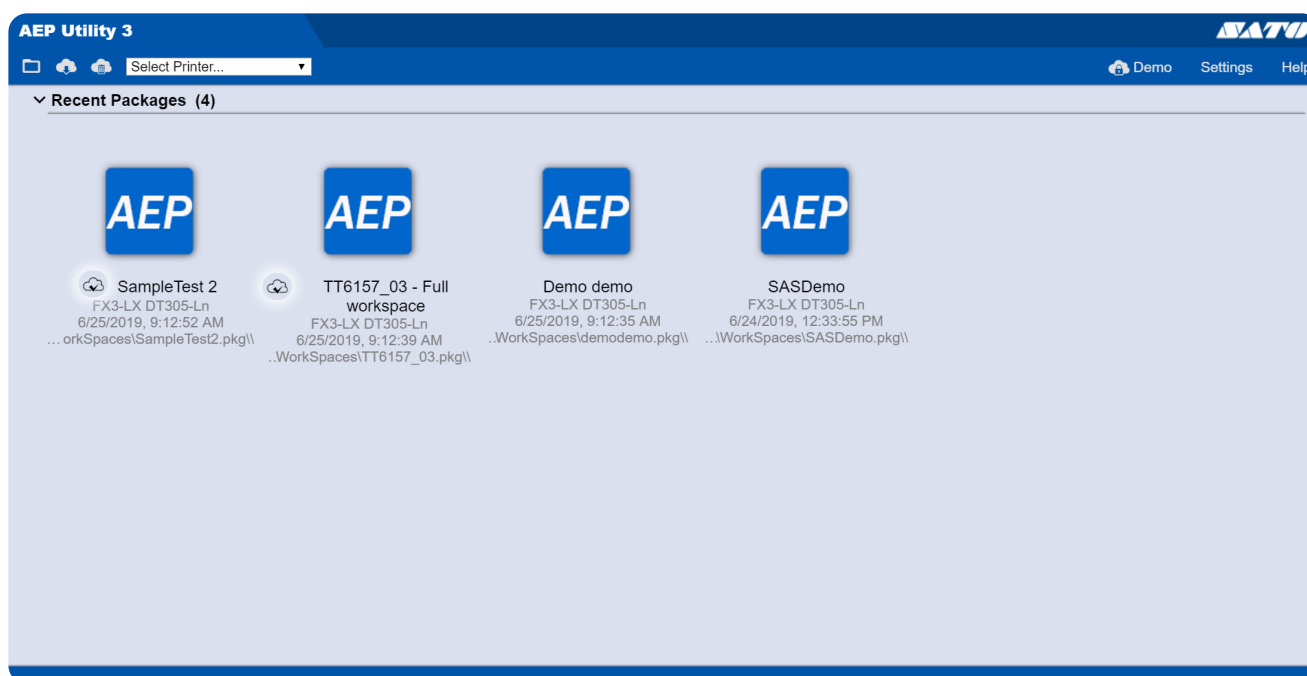 AEP Utility 3
SATO
Select Printer...
Demo Settings Help
Recent Packages (4)
AEP AEP AEP AEP
SampleTest 2
FX3-LX DT305-Ln
6/25/2019, 9:12:52 AM
... orkSpaces\SampleTest2.pkg\\
TT6157_03 - Full
workspace
FX3-LX DT305-Ln
6/25/2019, 9:12:39 AM
..WorkSpaces\TT6157_03.pkg\\
Demo demo
FX3-LX DT305-Ln
6/25/2019, 9:12:35 AM
..WorkSpaces\demodemo.pkg\\
SASDemo
FX3-LX DT305-Ln
6/24/2019, 12:33:55 PM
...\WorkSpaces\SASDemo.pkg\\